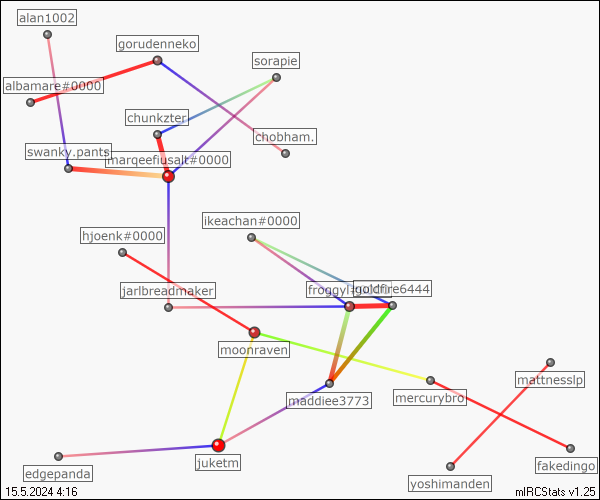 alan1002
gorudenneko
sorapie
albamare#0000
chunkzter
chobham.
swanky.pants
marqeefiusalt#0000
ikeachan#0000
hjoenk#0000
jarlbreadmaker
goldfire6444
moonraven
mattnesslp
maddiee3773
mercurybro
juketm
edgepanda
fakedingo
yoshimanden
15.5.2024 4:16
mIRCStats v1.25